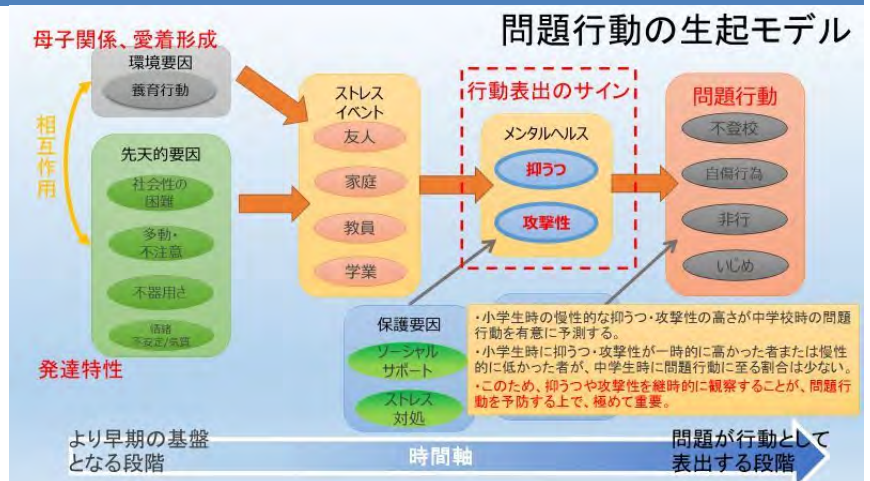 問題行動の生起モデル
母子関係、愛着形成
環境要因
養育行動
相互作用
先天的要因
社会性の
困難
多動・
不注意
不器用さ
情緒
不安定/気質
発達特性
ストレス
イベント
友人
家庭
教員
学業
行動表出のサイン
メンタルヘルス
抑うつ
攻撃性
問題行動
不登校
自傷行為
非行
いじめ
保護要因
ソーシャル
サポート
ストレス
対処
・小学生時の慢性的な抑うつ・攻撃性の高さが中学校時の問題
行動を有意に予測する。
・小学生時に抑うつ・攻撃性が一時的に高かった者または慢性
的に低かった者が、中学生時に問題行動に至る割合は少ない。
・このため、抑うつや攻撃性を継時的に観察することが、問題行
動を予防する上で、極めて重要。
より早期の基盤
となる段階
時間軸
問題が行動として
表出する段階